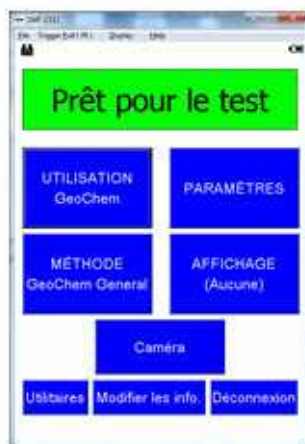 Prêt pour le test
UTILISATION
GeoChem
PARAMÈTRES
MÉTHODE
GeoChem General
AFFICHAGE
(Aucune)
Caméra
Utilitaires
Modifier les info.
Déconnexion